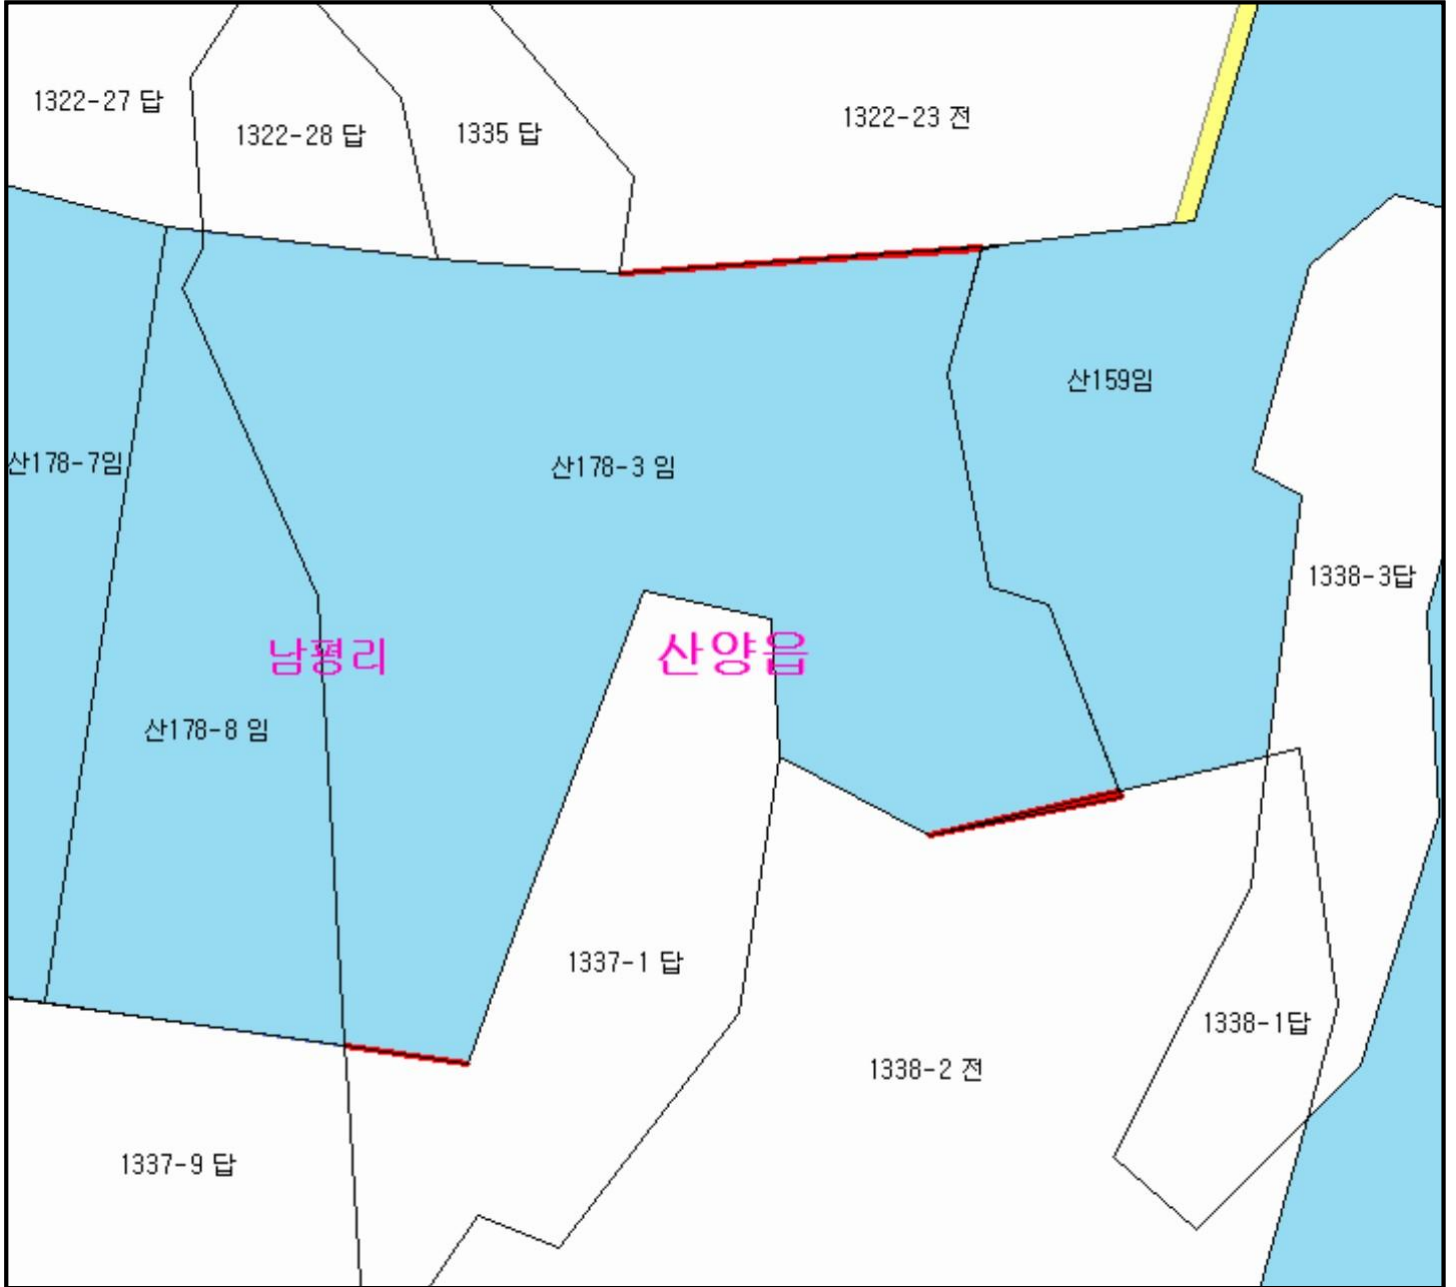 1322-27 답
1322-28 답
1335 답
1322-23 전
산159임
산178-7임
산178-3 임
1338-3답
남평리
산양읍
산178-8 임
1337-1 답
1338-1답
1338-2 전
1337-9 답